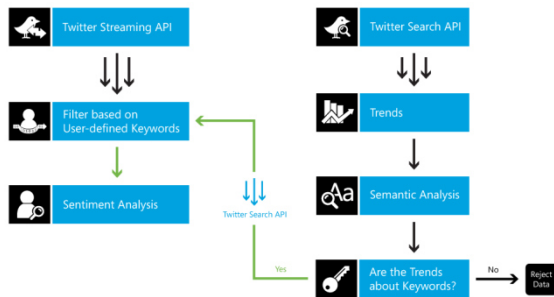 Twitter Streaming API
Filter based on
User-defined Keywords
Sentiment Analysis
Twitter Search API
Trends
Aa
Semantic Analysis
Are the Trends
about Keywords?
Twitter Search API
Yes
No
Reject
Data